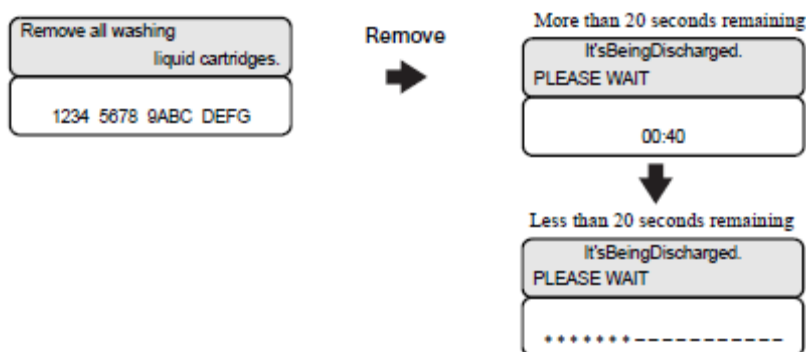 Remove all washing
liquid cartridges.
1234 5678 9ABC DEFG
Remove
More than 20 seconds remaining
It'sBeingDischarged.
PLEASE WAIT
00:40
Less than 20 seconds remaining
It'sBeingDischarged.
PLEASE WAIT
*******-----------